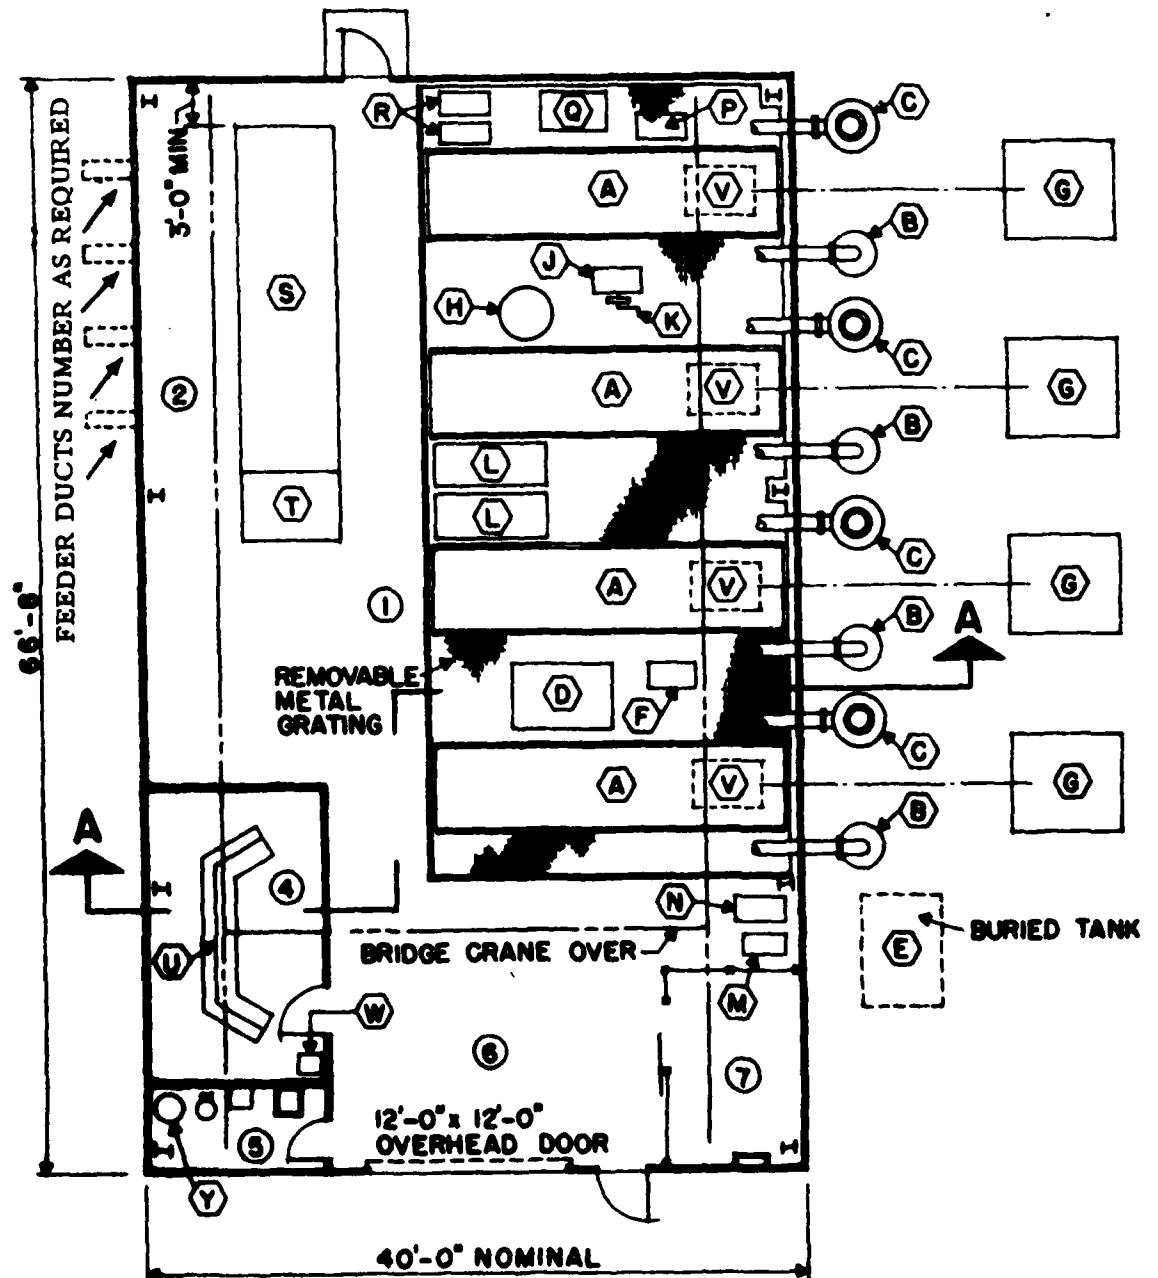 C
R
Q
P
3'-0" MIN.
FEEDER DUCTS NUMBER AS REQUIRED
A
V
G
B
J
S
H
K
C
2
A
V
G
B
L
T
L
C
A
V
G
66'-8"
1
B
A
REMOVABLE
METAL
GRATING
D
F
C
A
V
G
B
A
4
N
BURIED TANK
E
BRIDGE CRANE OVER
U
M
W
6
7
12'-0" x 12'-0"
OVERHEAD DOOR
5
Y
40'-0" NOMINAL